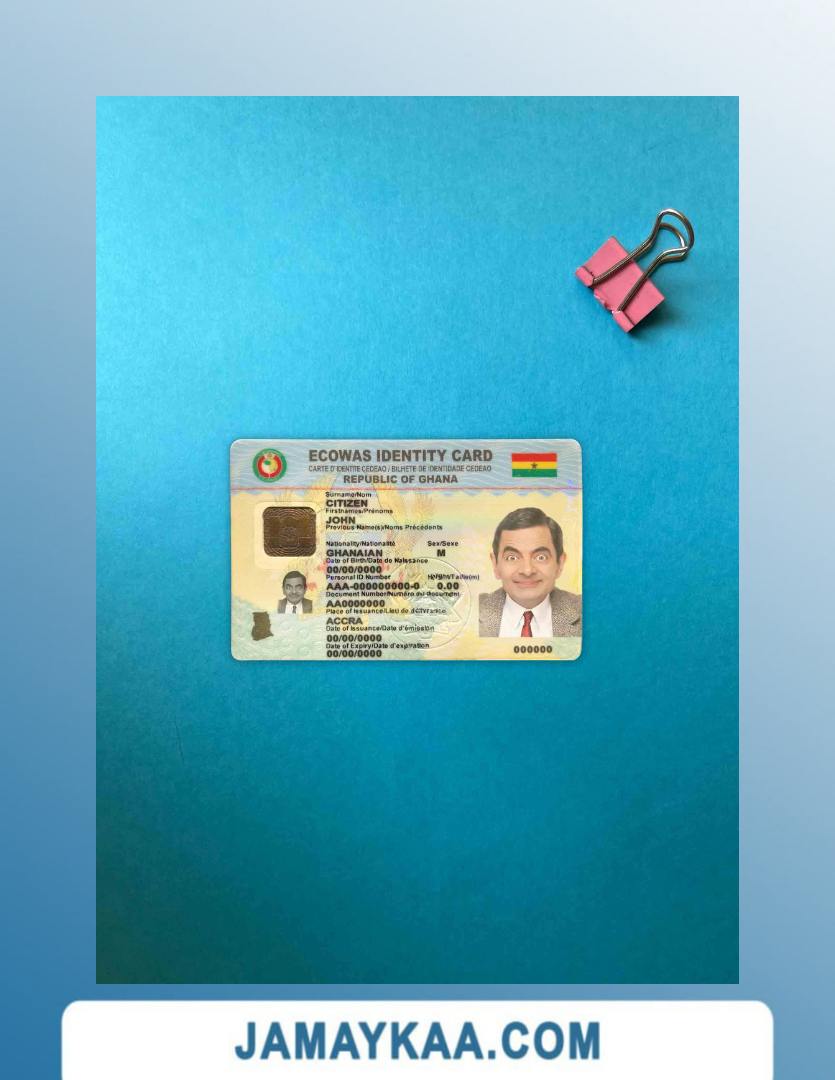 ECOWAS IDENTITY CARD
CARTE D'IDENTITE CEDEAO / BILHETE DE IDENTIDADE CEDEAO
REPUBLIC OF GHANA
Surname/Nom
CITIZEN
Firstnames/Prénoms
JOHN
Previous Name(s)/Noms Précédents
Nationality/Nationalité Sex/Sexe
GHANAIAN M
Date of Birth/Date de Naissance
00/00/0000
Personal ID Number
AAA-000000000-0 0.00
Document Number/Numéro du Document
AA0000000
Place of Issuance/Lieu de
ACCRA
Date of Issuance/Date d'émission
00/00/0000
Date of Expiry/Date d'expiration
00/00/0000
000000
JAMAYKAA.COM